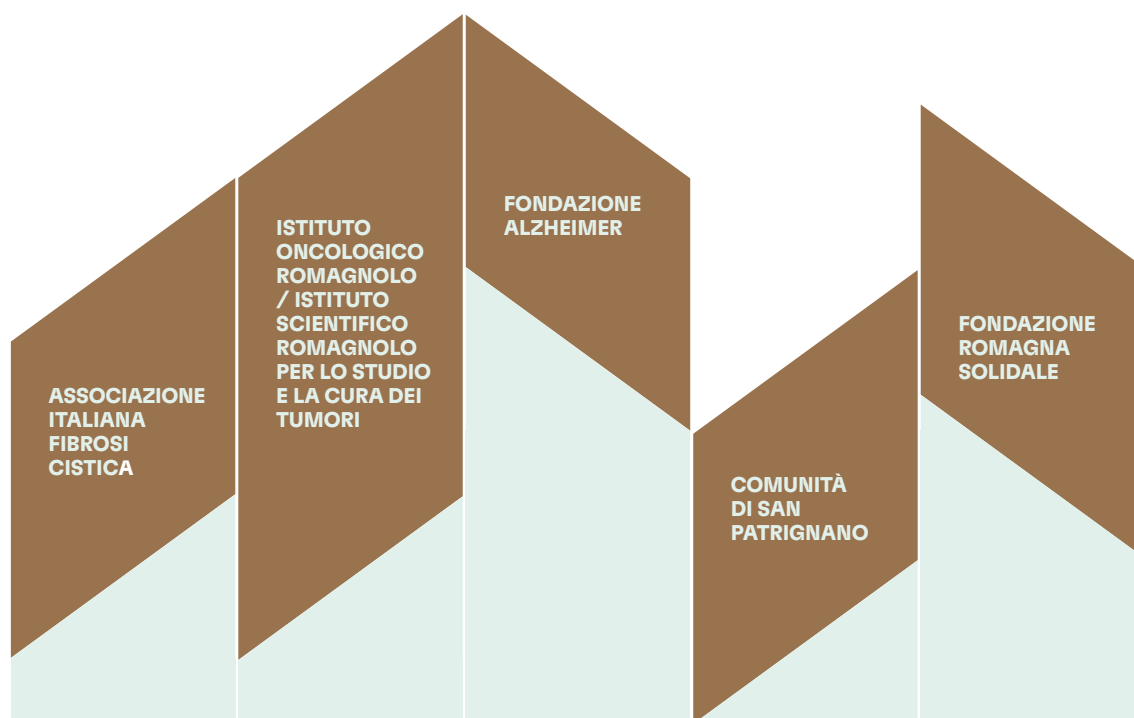 ASSOCIAZIONE
ITALIANA
FIBROSI
CISTICA
ISTITUTO
ONCOLOGICO
ROMAGNOLO
/ ISTITUTO
SCIENTIFICO
ROMAGNOLO
PER LO STUDIO
E LA CURA DEI
TUMORI
FONDAZIONE
ALZHEIMER
COMUNITÀ
DI SAN
PATRIGNANO
FONDAZIONE
ROMAGNA
SOLIDALE